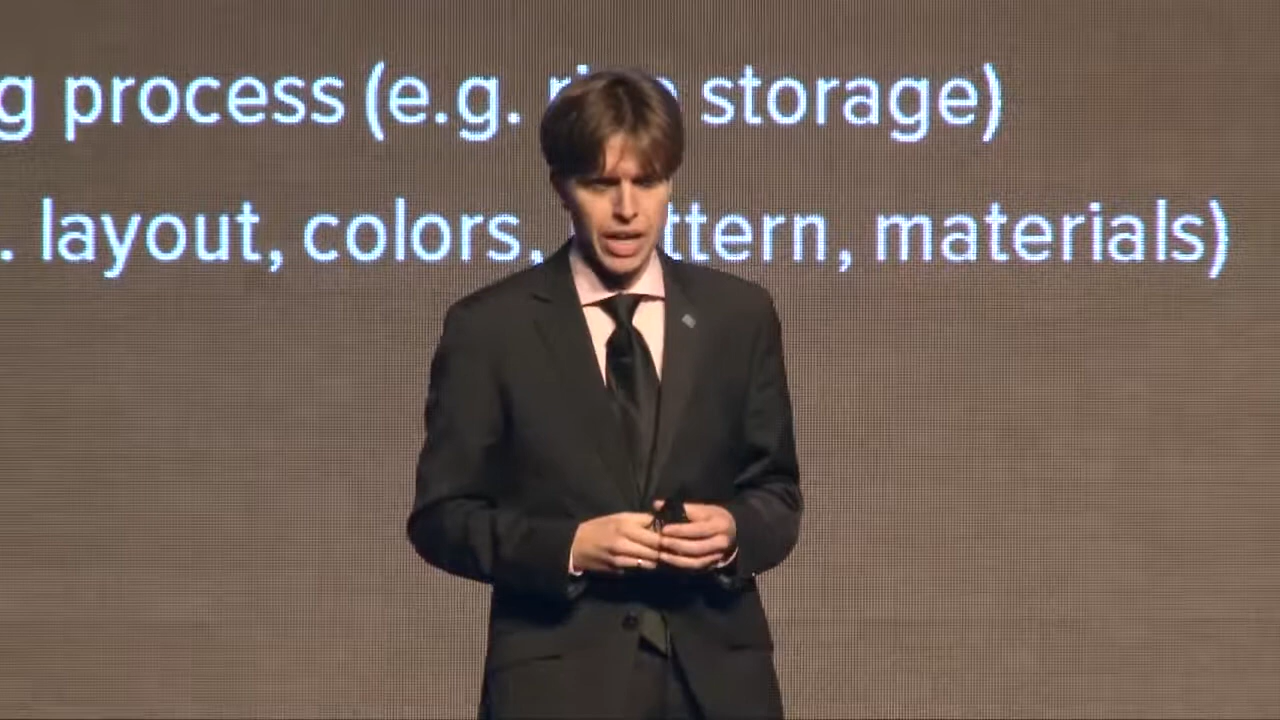 g process (e.g. storage)
. layout, colors, materials)